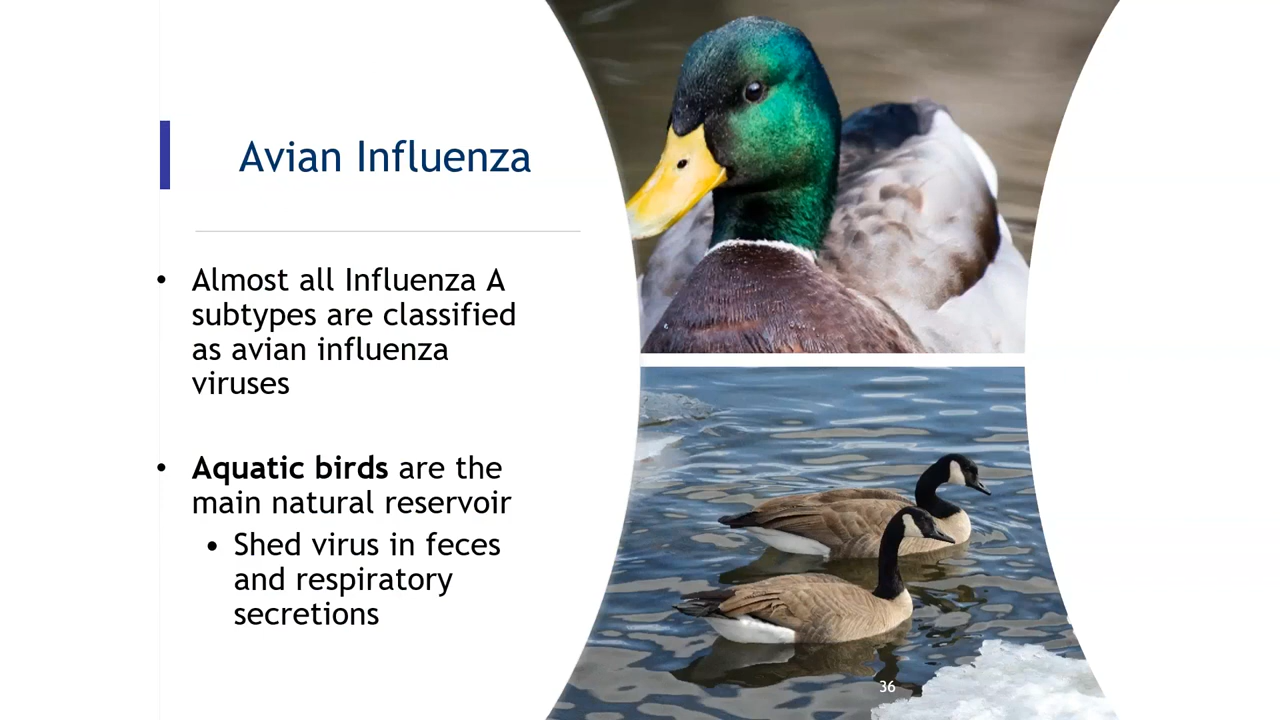 Avian Influenza
• Almost all Influenza A
subtypes are classified
as avian influenza
viruses
• Aquatic birds are the
main natural reservoir
• Shed virus in feces
and respiratory
secretions
36